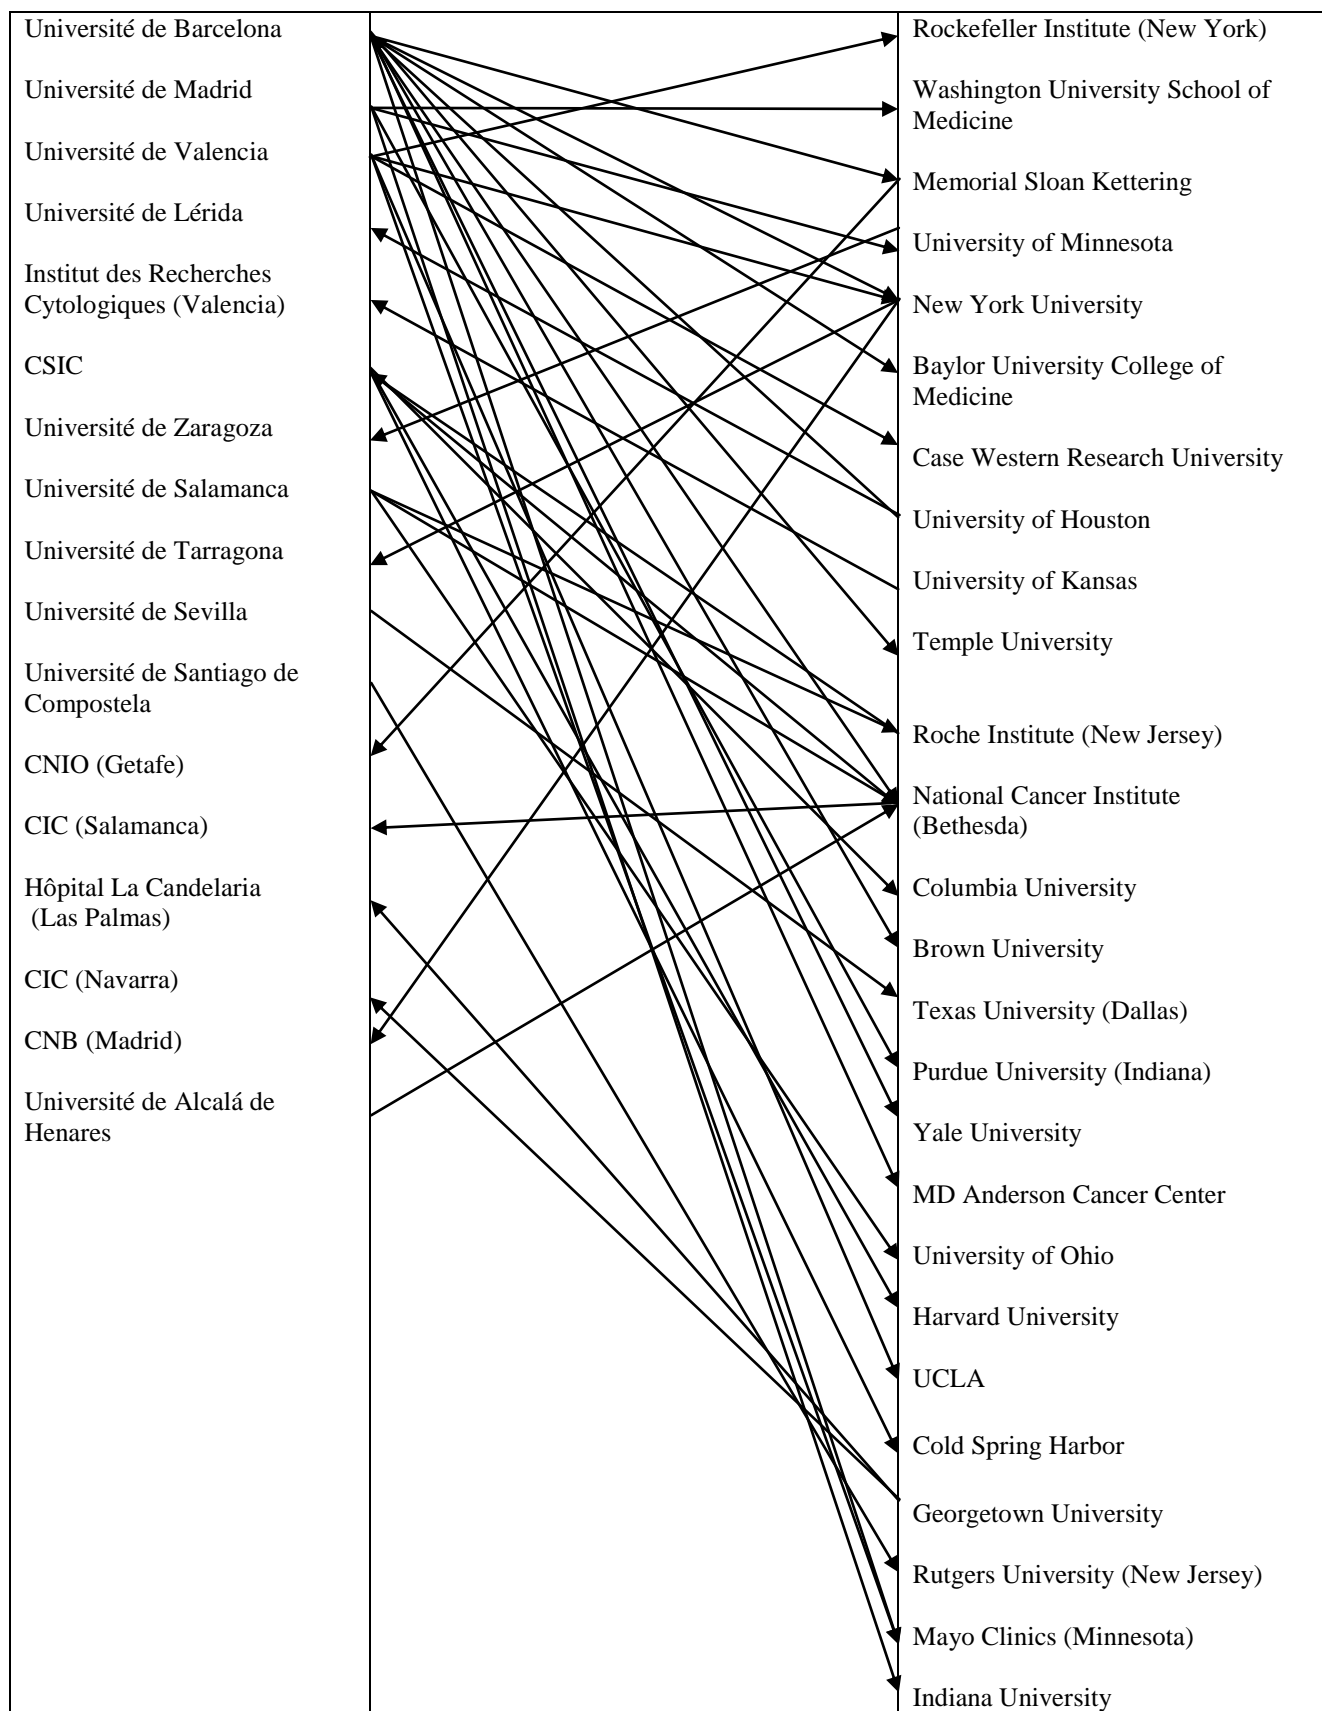 Université de Barcelona
Université de Madrid
Université de Valencia
Université de Lérida
Institut des Recherches
Cytologiques (Valencia)
CSIC
Université de Zaragoza
Université de Salamanca
Université de Tarragona
Université de Sevilla
Université de Santiago de
Compostela
CNIO (Getafe)
CIC (Salamanca)
Hôpital La Candelaria
(Las Palmas)
CIC (Navarra)
CNB (Madrid)
Université de Alcalá de
Henares
Rockefeller Institute (New York)
Washington University School of
Medicine
Memorial Sloan Kettering
University of Minnesota
New York University
Baylor University College of
Medicine
Case Western Research University
University of Houston
University of Kansas
Temple University
Roche Institute (New Jersey)
National Cancer Institute
(Bethesda)
Columbia University
Brown University
Texas University (Dallas)
Purdue University (Indiana)
Yale University
MD Anderson Cancer Center
University of Ohio
Harvard University
UCLA
Cold Spring Harbor
Georgetown University
Rutgers University (New Jersey)
Mayo Clinics (Minnesota)
Indiana University